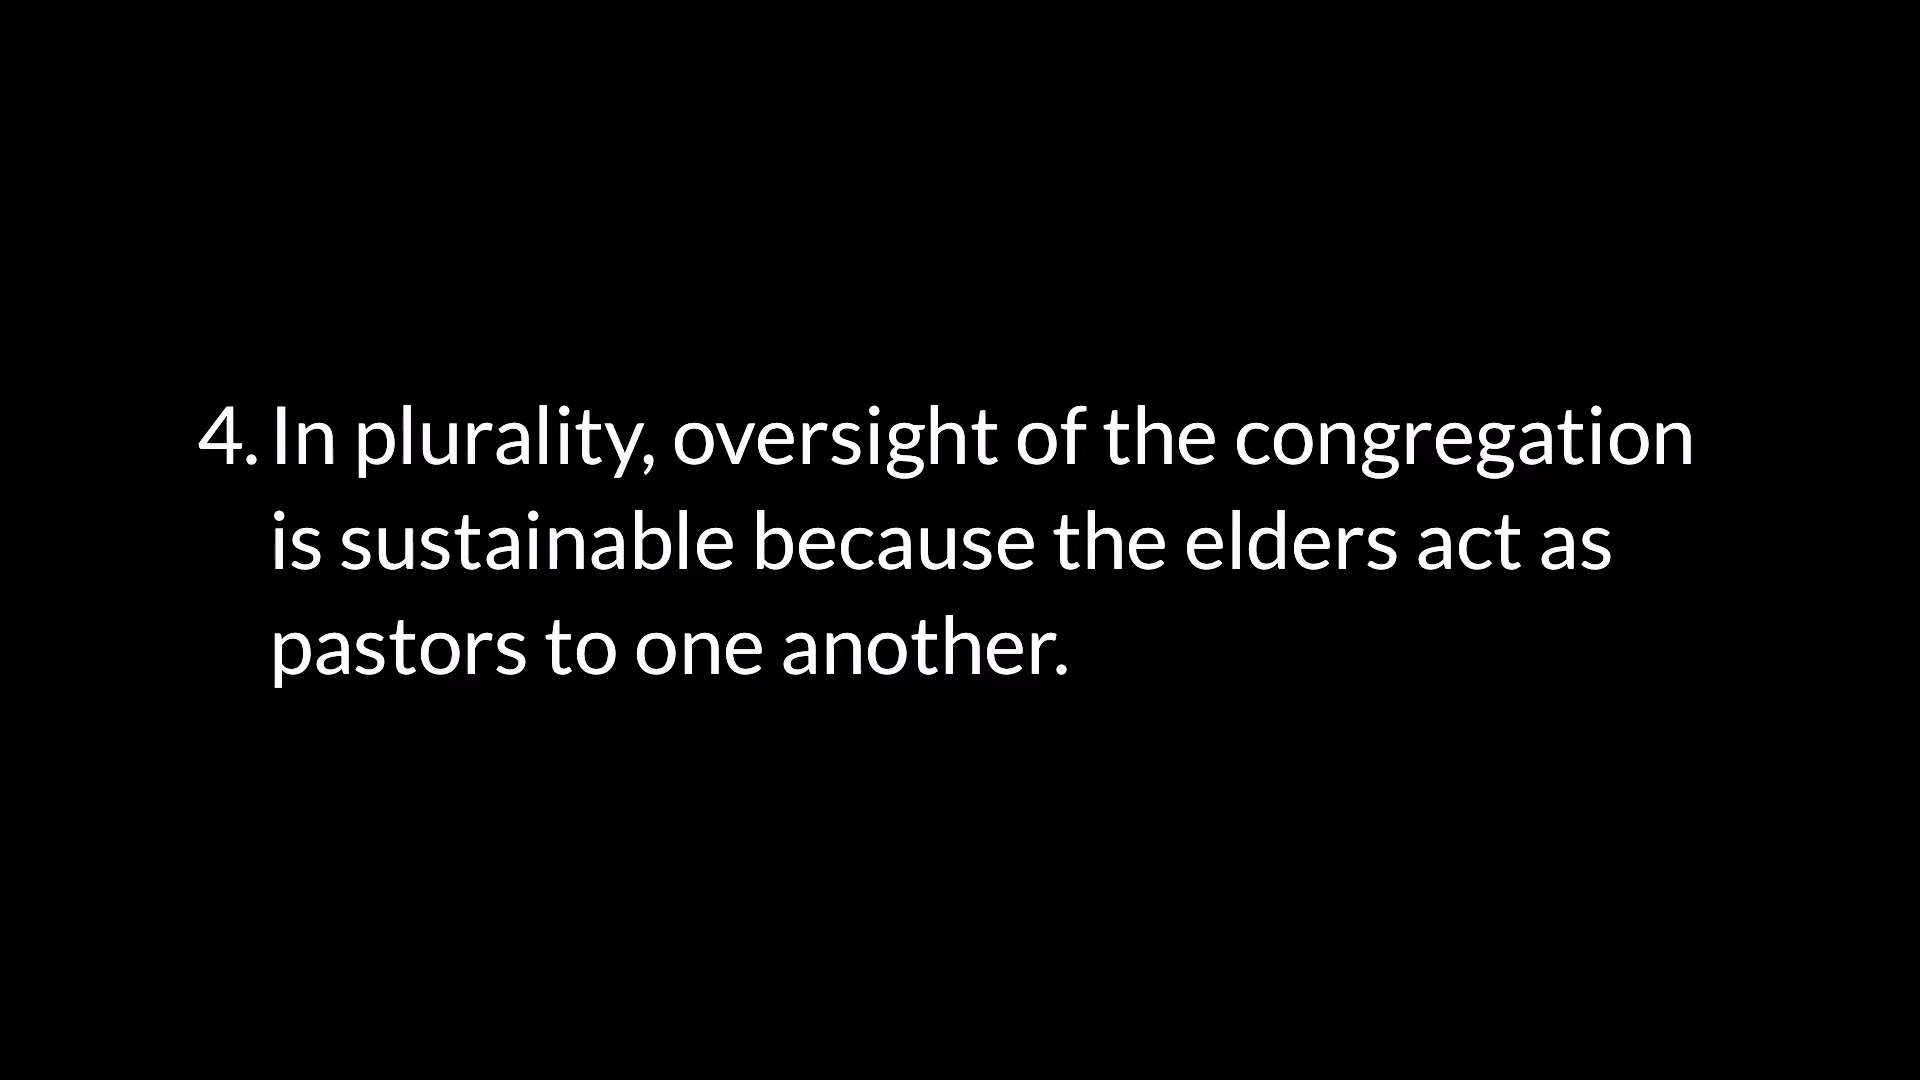 4. In plurality, oversight of the congregation
is sustainable because the elders act as
pastors to one another.